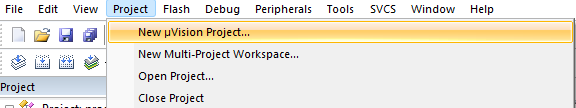 File Edit View Project Flash Debug Peripherals Tools SVCS Window Help
New µVision Project...
New Multi-Project Workspace...
Open Project...
Close Project
Project